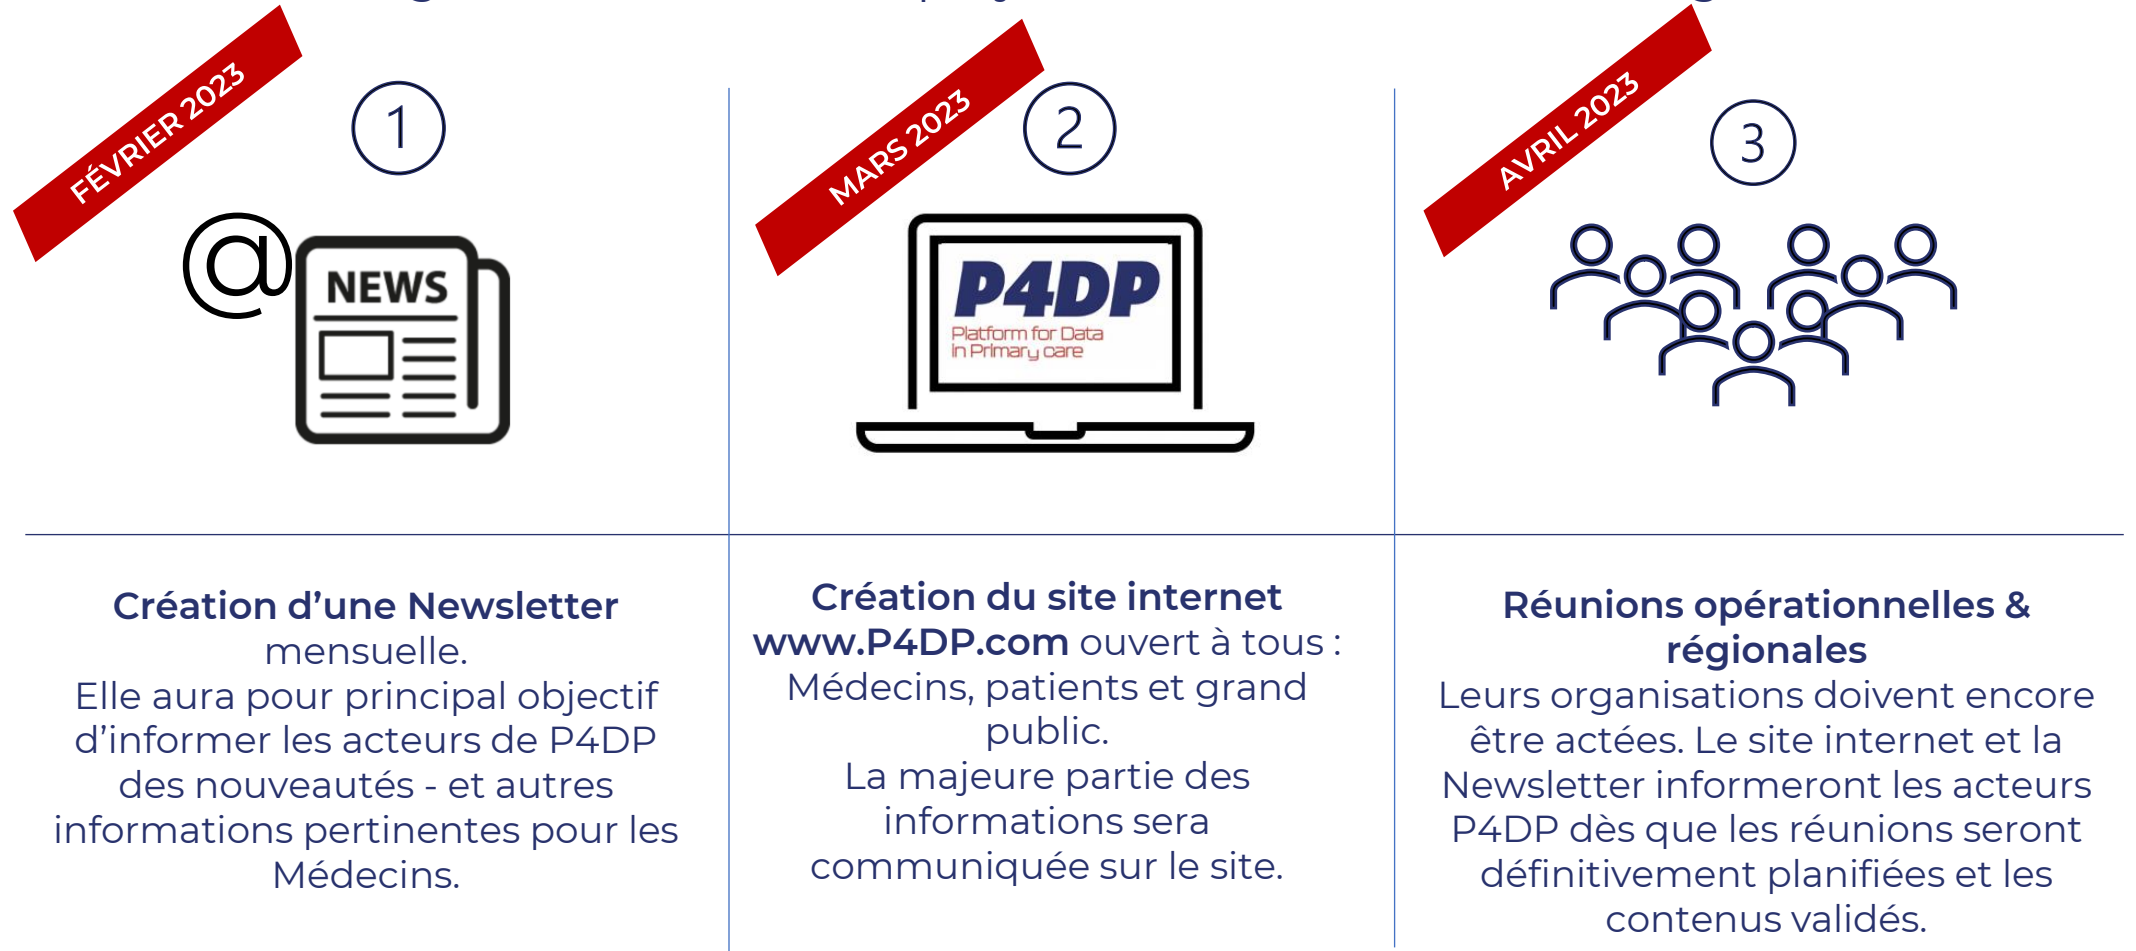 FÉVRIER 2023
1
@
NEWS
Création d’une Newsletter
mensuelle.
Elle aura pour principal objectif
d’informer les acteurs de P4DP
des nouveautés - et autres
informations pertinentes pour les
Médecins.
MARS 2023
2
P4DP
Platform for Data
in Primary care
Création du site internet
www.P4DP.com ouvert à tous :
Médecins, patients et grand
public.
La majeure partie des
informations sera
communiquée sur le site.
AVRIL 2023
3
Réunions opérationnelles &
régionales
Leurs organisations doivent encore
être actées. Le site internet et la
Newsletter informeront les acteurs
P4DP dès que les réunions seront
définitivement planifiées et les
contenus validés.